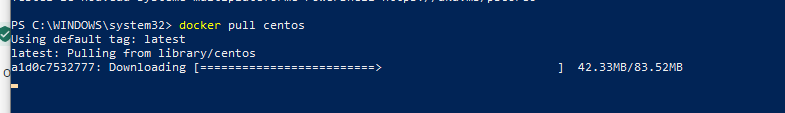 PS C:\WINDOWS\system32> docker pull centos
Using default tag: latest
latest: Pulling from library/centos
a1d0c7532777: Downloading [=========================>                         ]  42.33MB/83.52MB